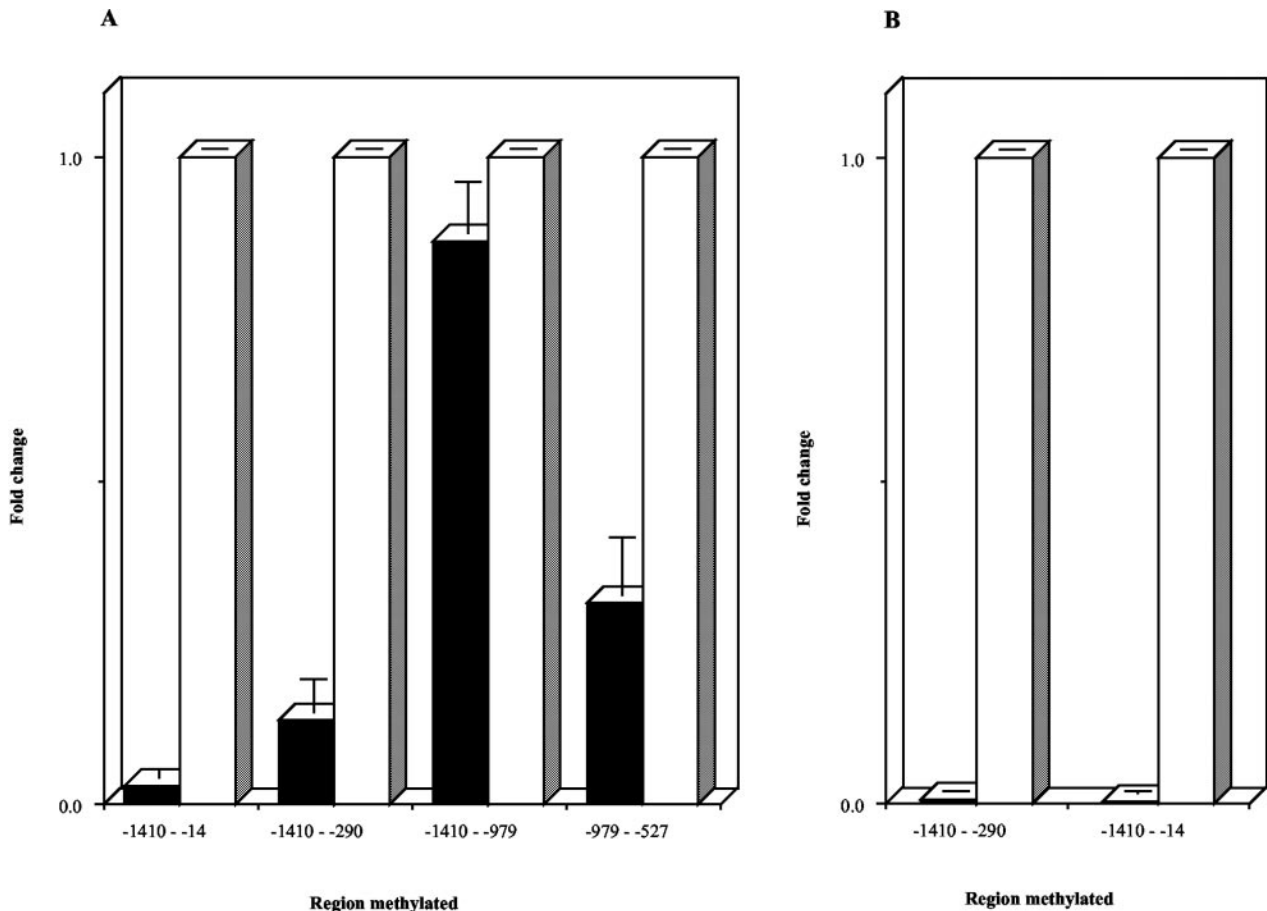 A
1.0
0.0
Fold change
-1410 - -14
-1410 - -290
-1410 - -979
-979 - -527
Region methylated
B
1.0
0.0
Fold change
-1410 - -290
-1410 - -14
Region methylated